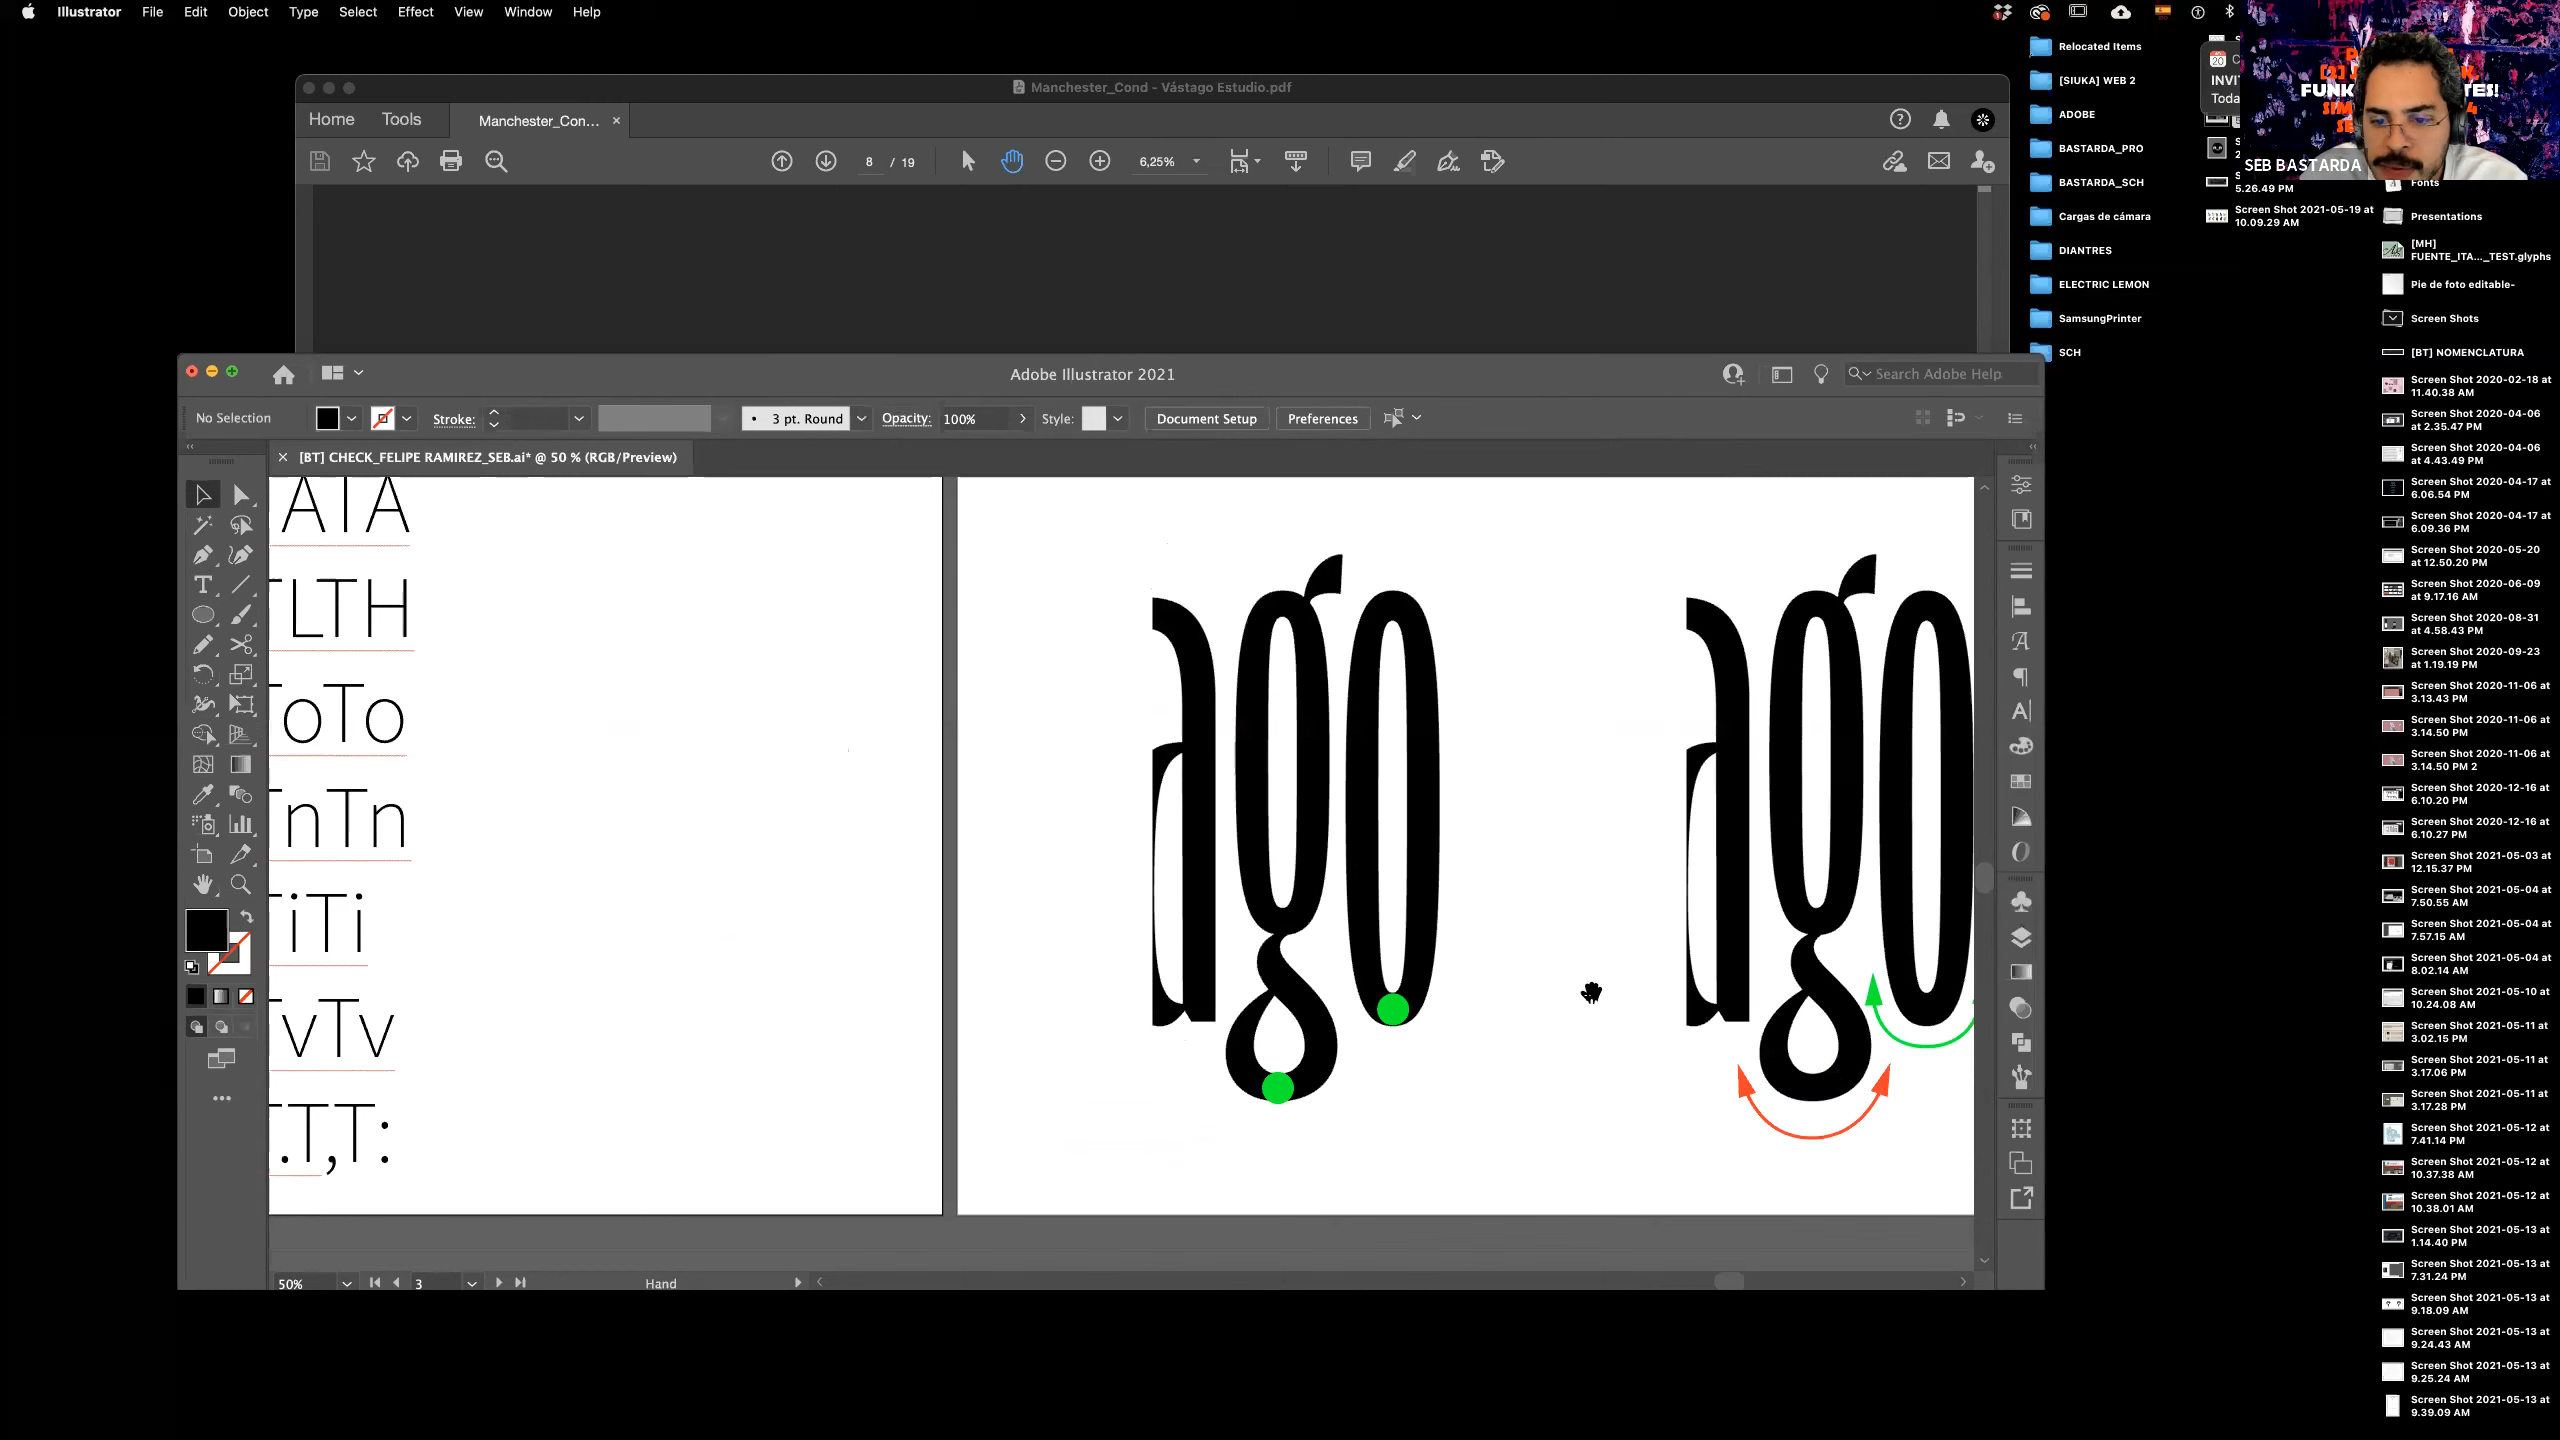 Illustrator File Edit Object Type Select Effect View Window Help
Manchester_Cond - Vástago Estudio.pdf
Home Tools Manchester_Con... ×
8 / 19
6,25%
Adobe Illustrator 2021
Search Adobe Help
No Selection
Stroke:
3 pt. Round
Opacity: 100%
Style:
Document Setup
Preferences
× [BT] CHECK_FELIPE RAMIREZ_SEB.ai* @ 50 % (RGB/Preview)
ATA
TLTH
ToTo
TnTn
TiTi
TvTv
.T,T:
ago
ago
50%
3
Hand
Relocated Items
[SIUKA] WEB 2
ADOBE
BASTARDA_PRO
BASTARDA_SCH
Cargas de cámara
DIANTRES
ELECTRIC LEMON
SamsungPrinter
SCH
20
INVIT
Today
FUNK
TES!
SEB BASTARDA
5.26.49 PM
Screen Shot 2021-05-19 at
10.09.29 AM
Fonts
Presentations
[MH]
FUENTE_ITA..._TEST.glyphs
Pie de foto editable-
Screen Shots
[BT] NOMENCLATURA
Screen Shot 2020-02-18 at
11.40.38 AM
Screen Shot 2020-04-06
at 2.35.47 PM
Screen Shot 2020-04-06
at 4.43.49 PM
Screen Shot 2020-04-17 at
6.06.54 PM
Screen Shot 2020-04-17 at
6.09.36 PM
Screen Shot 2020-05-20
at 12.50.20 PM
Screen Shot 2020-06-09
at 9.17.16 AM
Screen Shot 2020-08-31
at 4.58.43 PM
Screen Shot 2020-09-23
at 1.19.19 PM
Screen Shot 2020-11-06 at
3.13.43 PM
Screen Shot 2020-11-06 at
3.14.50 PM
Screen Shot 2020-11-06 at
3.14.50 PM 2
Screen Shot 2020-12-16 at
6.10.20 PM
Screen Shot 2020-12-16 at
6.10.27 PM
Screen Shot 2021-05-03 at
12.15.37 PM
Screen Shot 2021-05-04 at
7.50.55 AM
Screen Shot 2021-05-04 at
7.57.15 AM
Screen Shot 2021-05-04 at
8.02.14 AM
Screen Shot 2021-05-10 at
10.24.08 AM
Screen Shot 2021-05-11 at
3.02.15 PM
Screen Shot 2021-05-11 at
3.17.06 PM
Screen Shot 2021-05-11 at
3.17.28 PM
Screen Shot 2021-05-12 at
7.41.14 PM
Screen Shot 2021-05-12 at
10.37.38 AM
Screen Shot 2021-05-12 at
10.38.01 AM
Screen Shot 2021-05-13 at
1.14.40 PM
Screen Shot 2021-05-13 at
7.31.24 PM
Screen Shot 2021-05-13 at
9.18.09 AM
Screen Shot 2021-05-13 at
9.24.43 AM
Screen Shot 2021-05-13 at
9.25.24 AM
Screen Shot 2021-05-13 at
9.39.09 AM